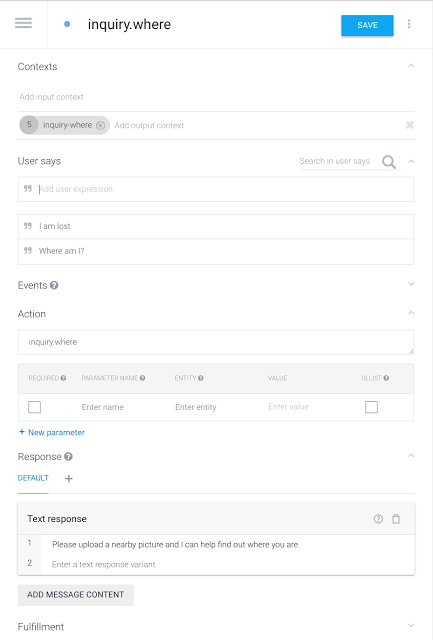 inquiry.where
SAVE
Contexts
Add input context
5 inquiry-where Add output context
User says
Search in user says
Add user expression
I am lost
Where am I?
Events
Action
inquiry.where
REQUIRED PARAMETER NAME ENTITY VALUE IS LIST
Enter name Enter entity Enter value
+ New parameter
Response
DEFAULT +
Text response
1 Please upload a nearby picture and I can help find out where you are
2 Enter a text response variant
ADD MESSAGE CONTENT
Fulfillment